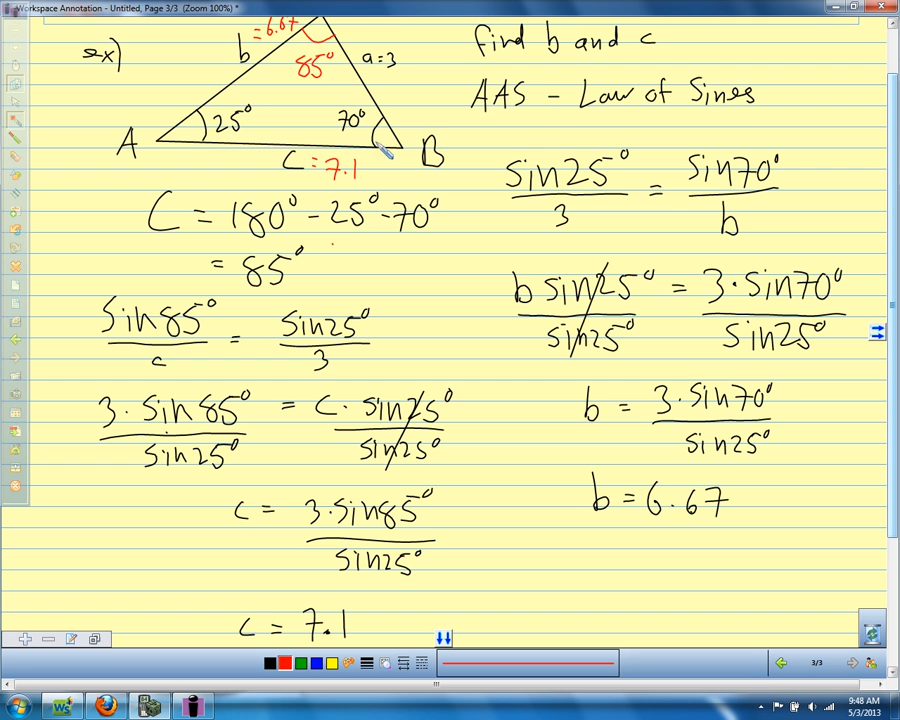 Workspace Annotation - Untitled, Page 3/3 (Zoom 100%) *
ex)
b = 6.67
85°
a = 3
A
25°
70°
B
c = 7.1
C = 180° - 25° - 70°
= 85°
sin85° / c = sin25° / 3
3 · sin85° / sin25° = c · sin25° / sin25°
c = 3 · sin85° / sin25°
c = 7.1
find b and c
AAS - Law of Sines
sin25° / 3 = sin70° / b
b sin25° / sin25° = 3 · sin70° / sin25°
b = 3 · sin70° / sin25°
b = 6.67
3/3
9:48 AM
5/3/2013